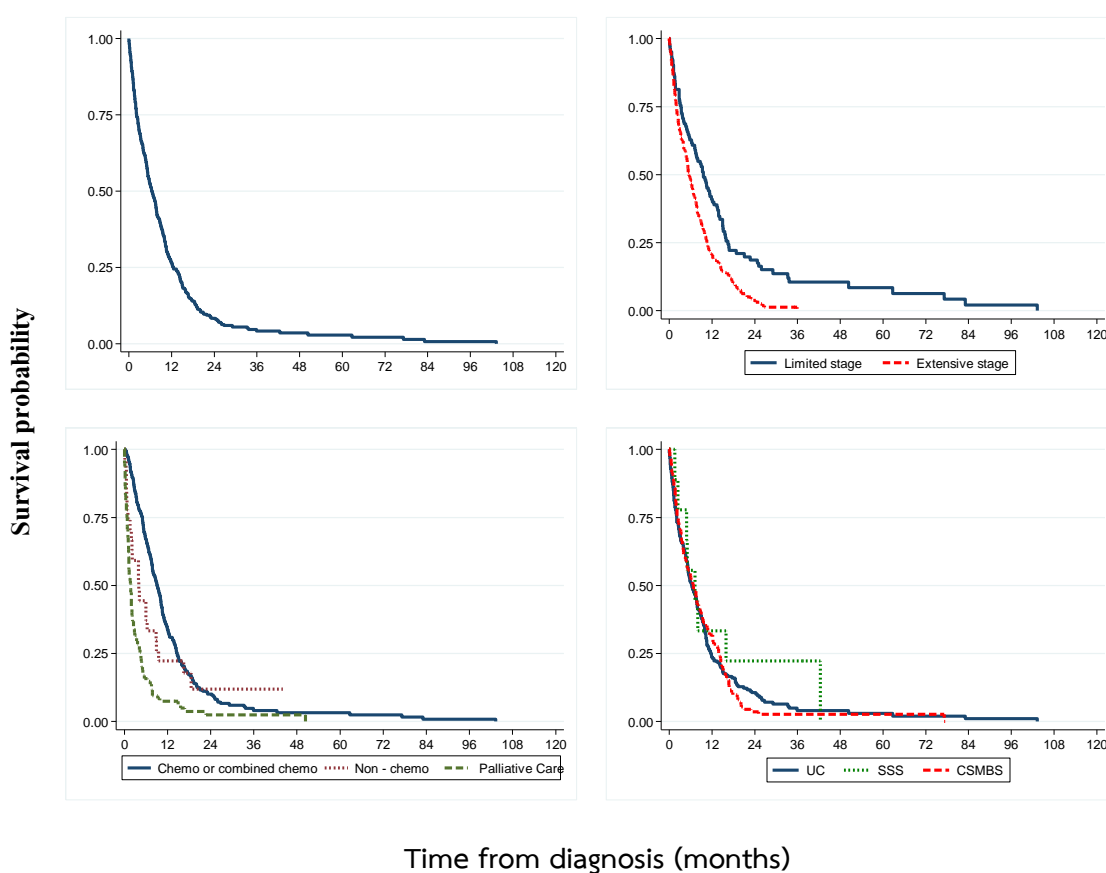 Survival probability
1.00
0.75
0.50
0.25
0.00
0 12 24 36 48 60 72 84 96 108 120
1.00
0.75
0.50
0.25
0.00
0 12 24 36 48 60 72 84 96 108 120
Limited stage Extensive stage
1.00
0.75
0.50
0.25
0.00
0 12 24 36 48 60 72 84 96 108 120
Chemo or combined chemo Non - chemo Palliative Care
1.00
0.75
0.50
0.25
0.00
0 12 24 36 48 60 72 84 96 108 120
UC SSS CSMBS
Time from diagnosis (months)